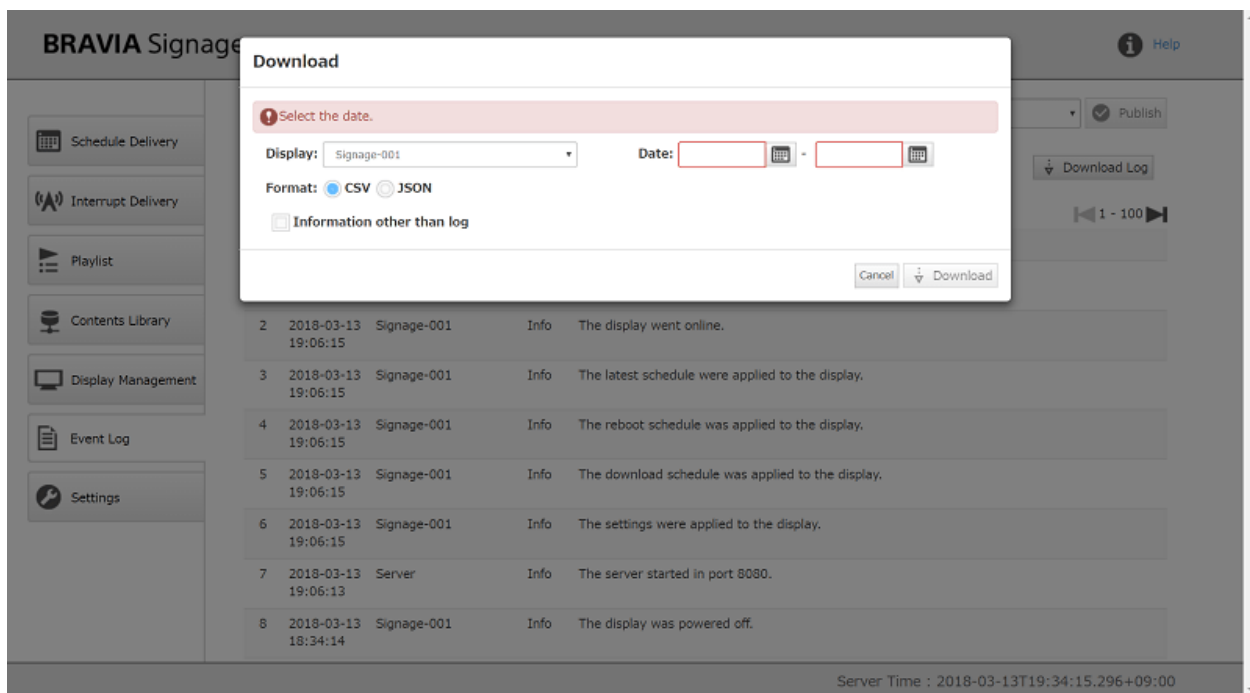 BRAVIA Signage
Help
Download
Select the date.
Display: Signage-001 Date: -
Format: CSV JSON
Information other than log
Cancel Download
Publish
Download Log
1 - 100
Schedule Delivery
Interrupt Delivery
Playlist
Contents Library
Display Management
Event Log
Settings
2 2018-03-13 Signage-001 Info The display went online.
19:06:15
3 2018-03-13 Signage-001 Info The latest schedule were applied to the display.
19:06:15
4 2018-03-13 Signage-001 Info The reboot schedule was applied to the display.
19:06:15
5 2018-03-13 Signage-001 Info The download schedule was applied to the display.
19:06:15
6 2018-03-13 Signage-001 Info The settings were applied to the display.
19:06:15
7 2018-03-13 Server Info The server started in port 8080.
19:06:13
8 2018-03-13 Signage-001 Info The display was powered off.
18:34:14
Server Time : 2018-03-13T19:34:15.296+09:00